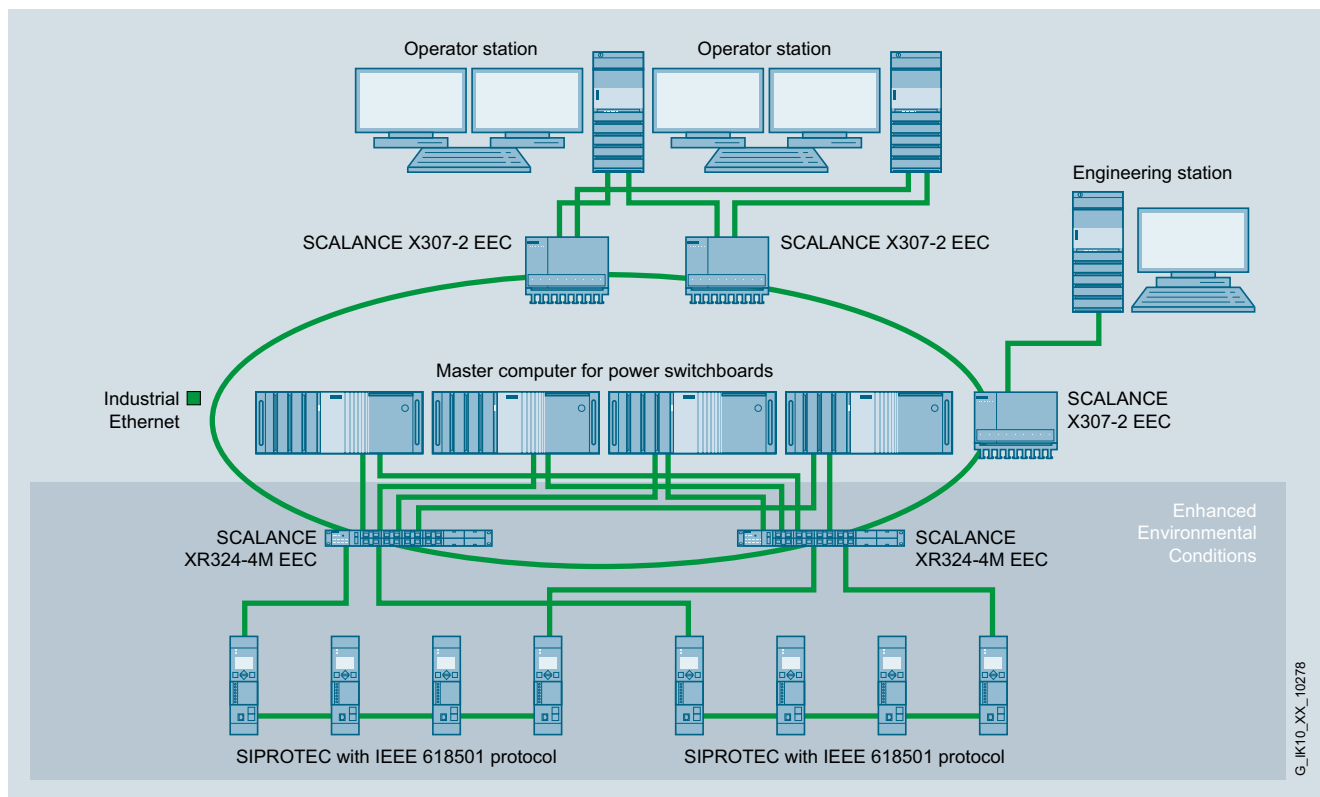 Operator station
Operator station
Engineering station
SCALANCE X307-2 EEC
SCALANCE X307-2 EEC
Master computer for power switchboards
Industrial
Ethernet
SCALANCE
X307-2 EEC
Enhanced
Environmental
Conditions
SCALANCE
XR324-4M EEC
SCALANCE
XR324-4M EEC
SIPROTEC with IEEE 618501 protocol
SIPROTEC with IEEE 618501 protocol
G_IK10_XX_10278